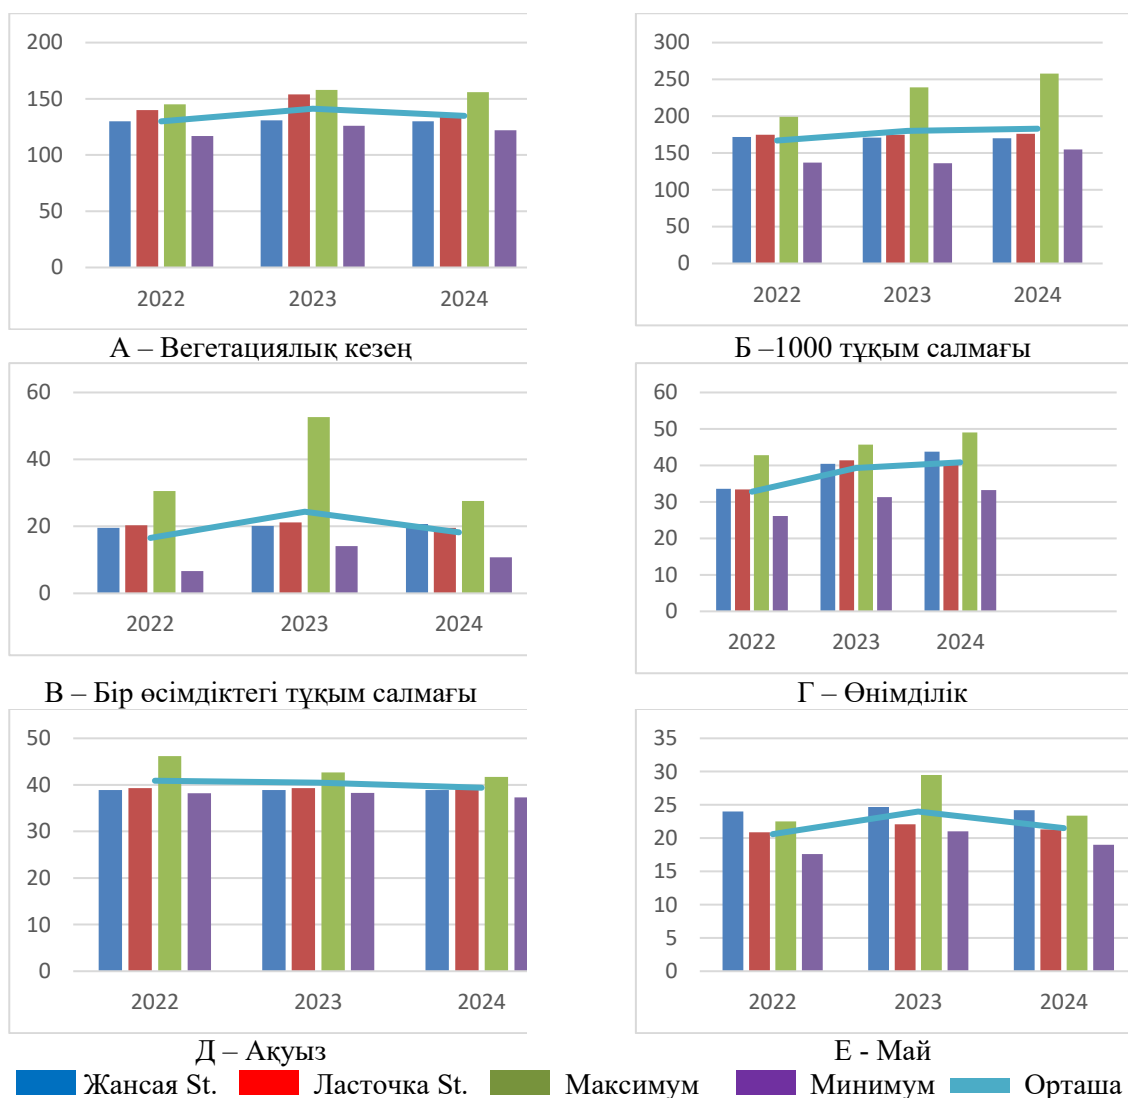 200
150
100
50
0
2022 2023 2024
А – Вегетациялық кезең
300
250
200
150
100
50
0
2022 2023 2024
Б –1000 тұқым салмағы
60
40
20
0
2022 2023 2024
В – Бір өсімдіктегі тұқым салмағы
60
50
40
30
20
10
0
2022 2023 2024
Г – Өнімділік
50
40
30
20
10
0
2022 2023 2024
Д – Ақуыз
35
30
25
20
15
10
5
0
2022 2023 2024
Е - Май
Жансая St. Ласточка St. Максимум Минимум Орташа